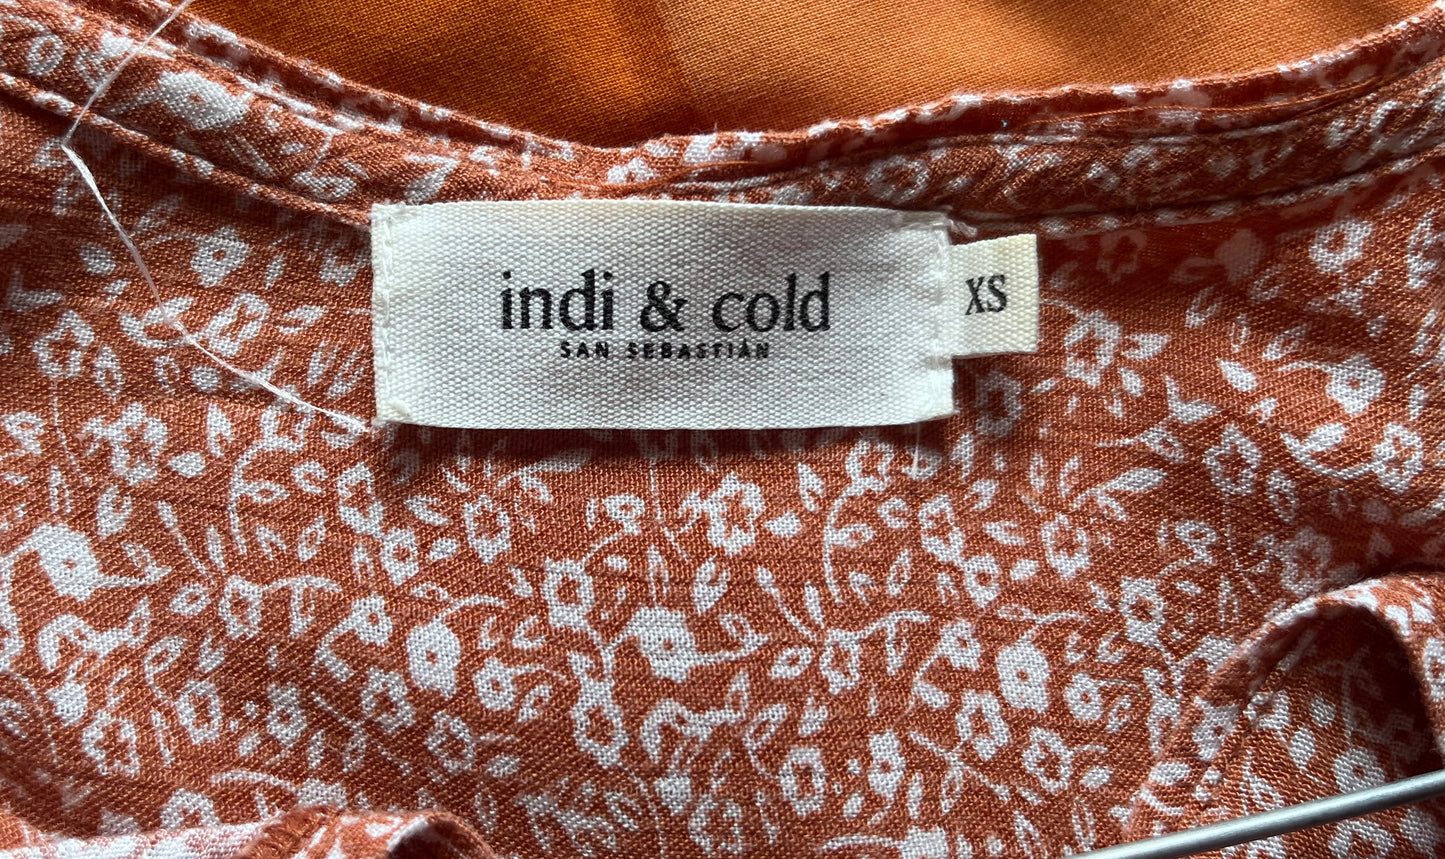 indi & cold
SAN SEBASTIÁN
XS